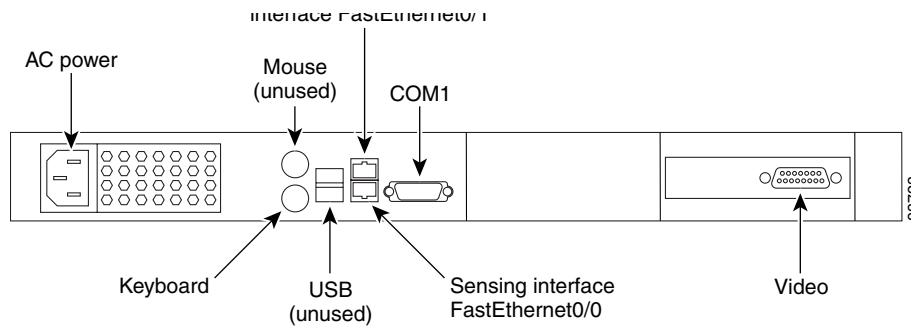 interface FastEthernet0/1
AC power
Mouse
(unused)
COM1
Keyboard
USB
(unused)
Sensing interface
FastEthernet0/0
Video